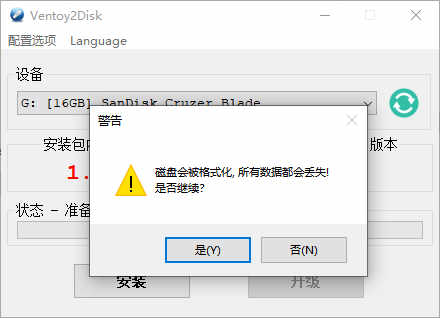 Ventoy2Disk
配置选项 Language
设备
G: [16GB] SanDisk Cruzer Blade
警告
安装包内
版本
磁盘会被格式化, 所有数据都会丢失!
是否继续?
1.
状态 - 准备
是(Y) 否(N)
安装 升级